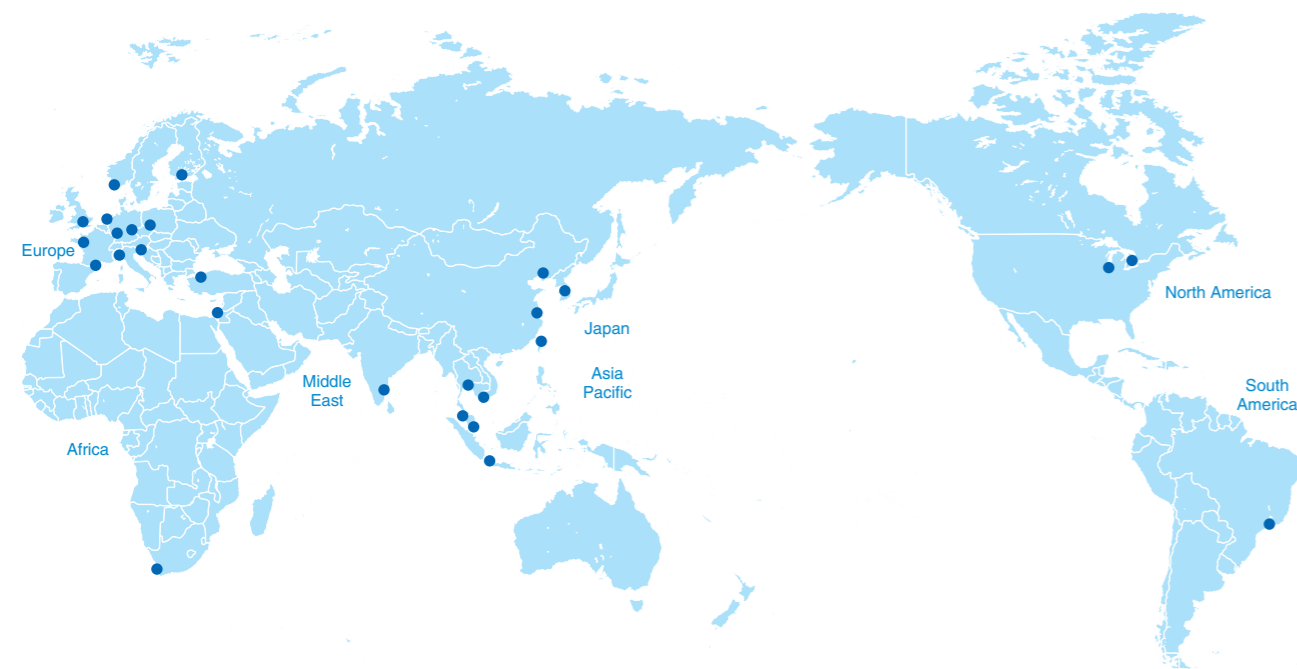 Europe
North America
Japan
Asia
Pacific
Middle
East
South
America
Africa